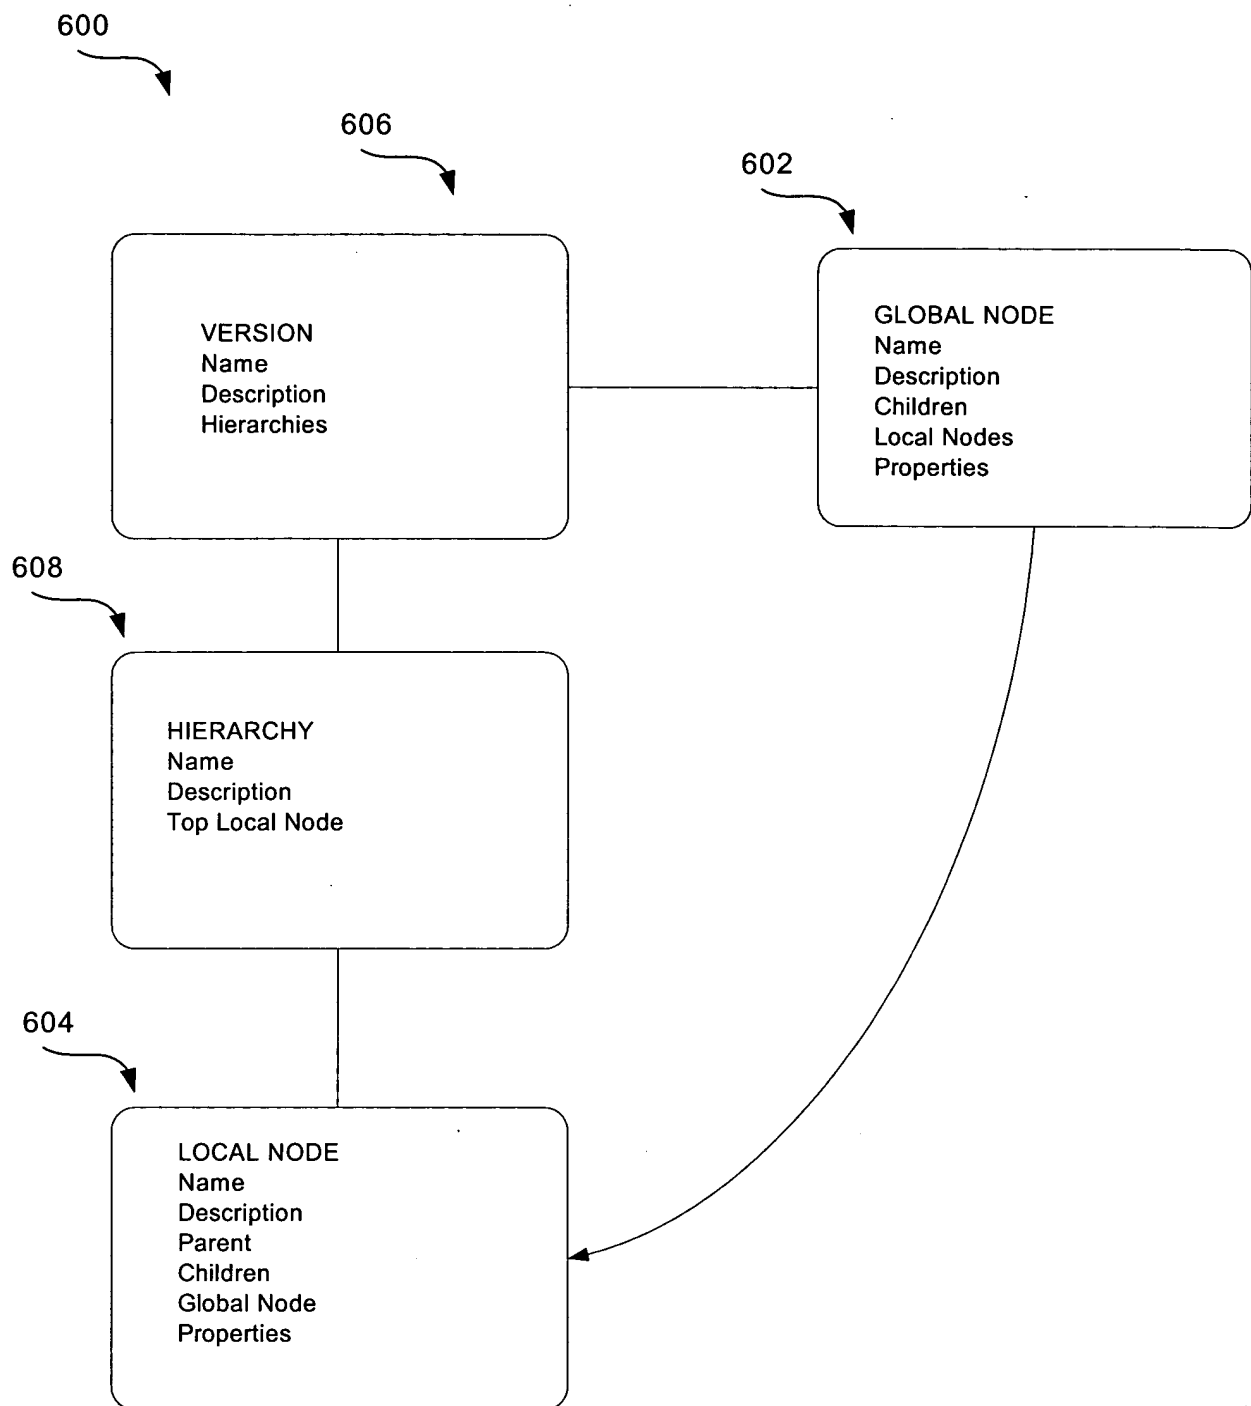 600
606
602
VERSION
Name
Description
Hierarchies
GLOBAL NODE
Name
Description
Children
Local Nodes
Properties
608
HIERARCHY
Name
Description
Top Local Node
604
LOCAL NODE
Name
Description
Parent
Children
Global Node
Properties